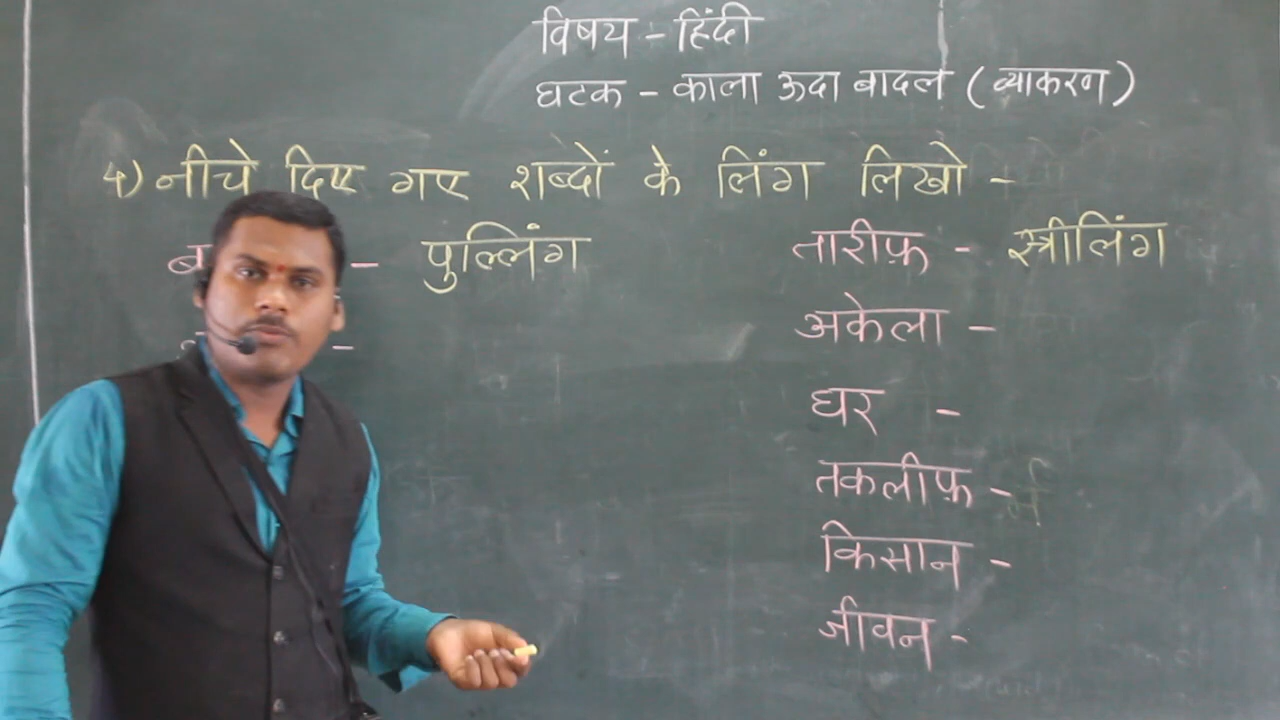 विषय - हिंदी
घटक - काला ऊदा बादल (व्याकरण)
4) नीचे दिए गए शब्दों के लिंग लिखो -
- पुल्लिंग
तारीफ़ - स्त्रीलिंग
-
अकेला -
घर -
तकलीफ़ -
किसान -
जीवन -